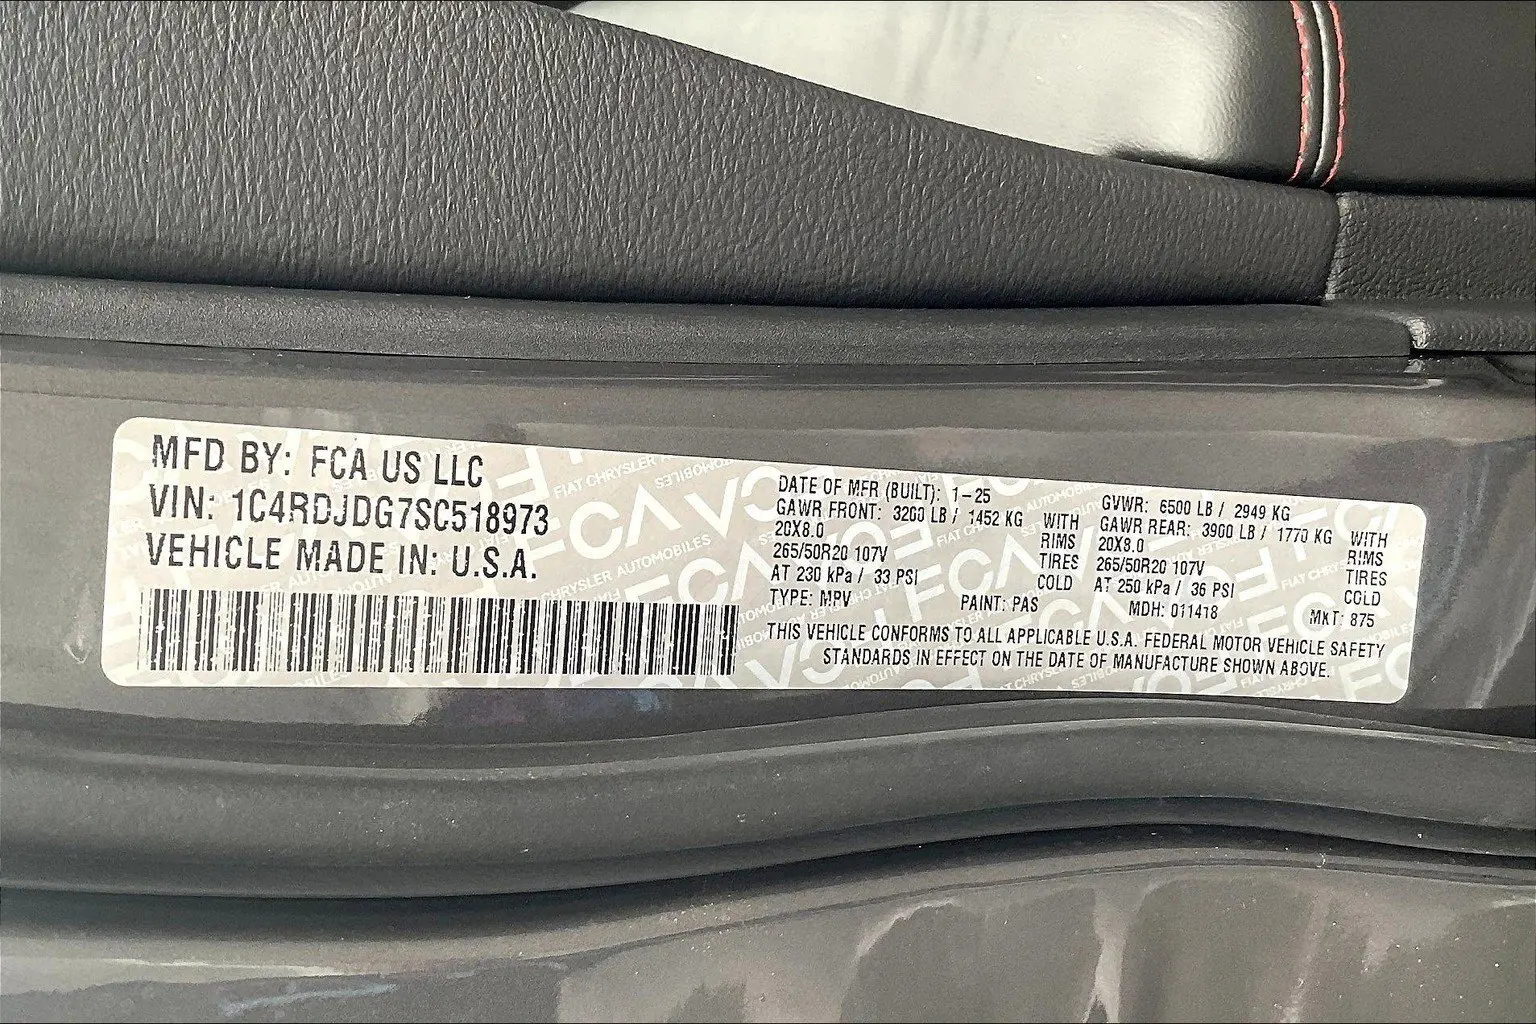 MFD BY: FCA US LLC
VIN: 1C4RDJDG7SC518973
VEHICLE MADE IN: U.S.A.
DATE OF MFR (BUILT): 1-25
GAWR FRONT: 3200 LB / 1452 KG WITH
20X8.0 RIMS
265/50R20 107V TIRES
AT 230 kPa / 33 PSI COLD
TYPE: MPV PAINT: PAS
GVWR: 6500 LB / 2949 KG
GAWR REAR: 3900 LB / 1770 KG WITH
20X8.0 RIMS
265/50R20 107V TIRES
AT 250 kPa / 36 PSI COLD
MDH: 011418 MKT: 875
THIS VEHICLE CONFORMS TO ALL APPLICABLE U.S.A. FEDERAL MOTOR VEHICLE SAFETY
STANDARDS IN EFFECT ON THE DATE OF MANUFACTURE SHOWN ABOVE.
FCA
FIAT CHRYSLER AUTOMOBILES